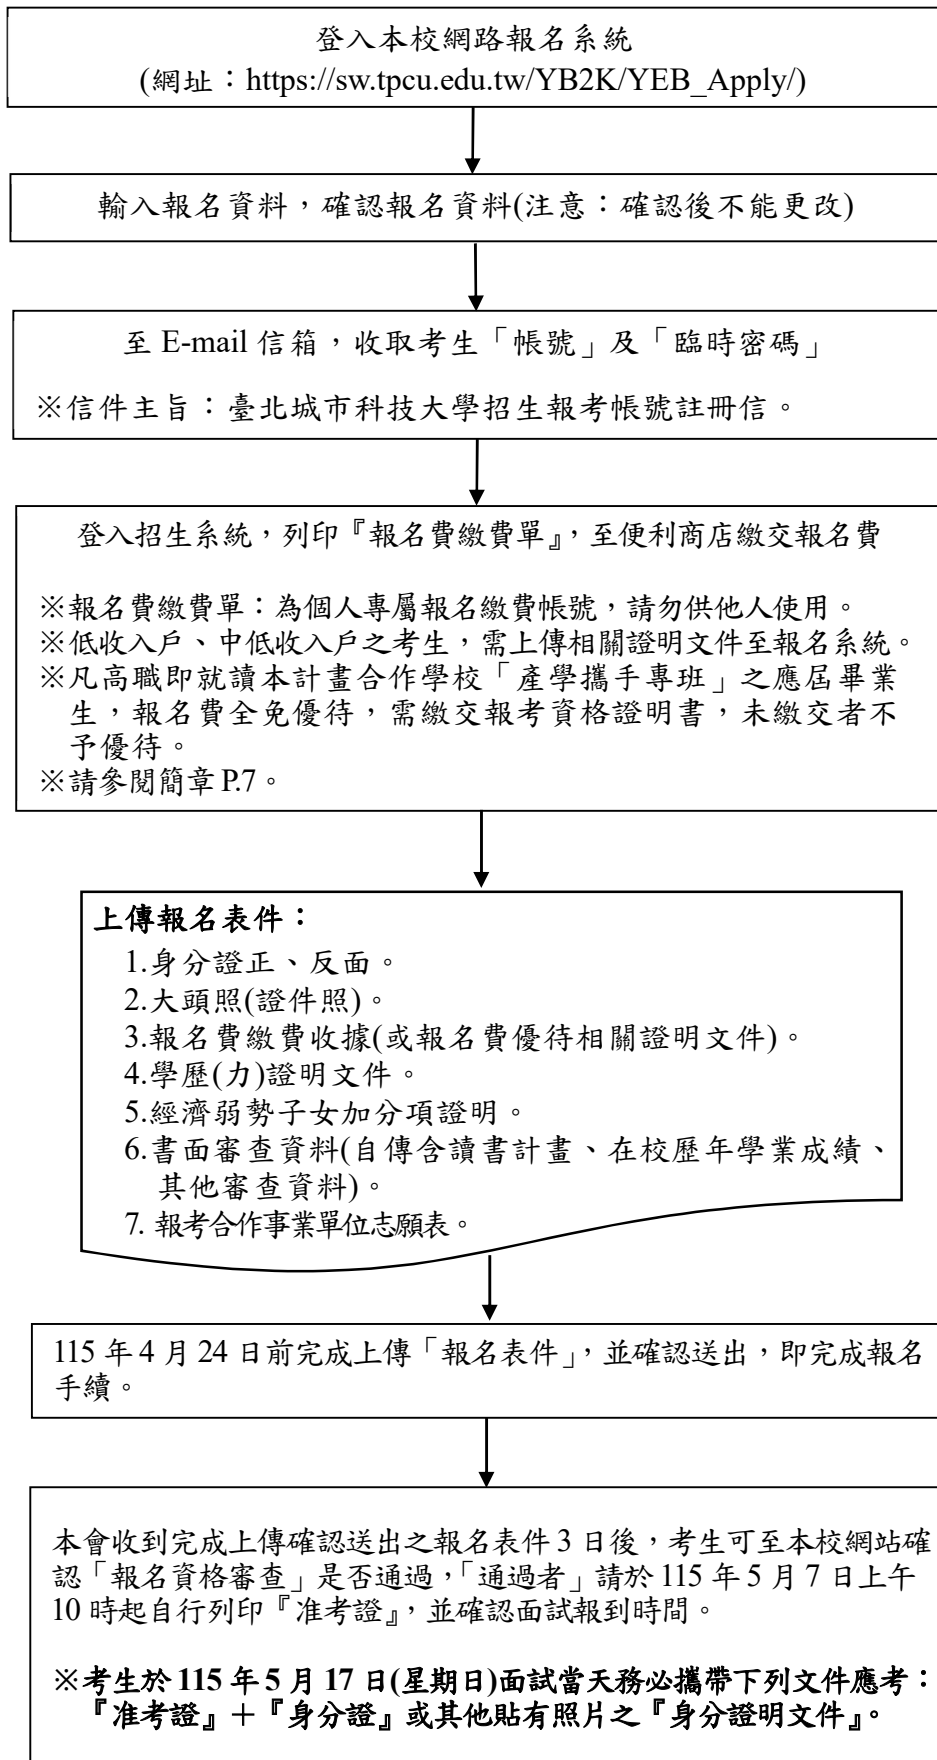 登入本校網路報名系統
(網址：https://sw.tpcu.edu.tw/YB2K/YEB_Apply/)
輸入報名資料，確認報名資料(注意：確認後不能更改)
至 E-mail 信箱，收取考生「帳號」及「臨時密碼」
※信件主旨：臺北城市科技大學招生報考帳號註冊信。
登入招生系統，列印『報名費繳費單』，至便利商店繳交報名費
※報名費繳費單：為個人專屬報名繳費帳號，請勿供他人使用。
※低收入戶、中低收入戶之考生，需上傳相關證明文件至報名系統。
※凡高職即就讀本計畫合作學校「產學攜手專班」之應屆畢業
生，報名費全免優待，需繳交報考資格證明書，未繳交者不
予優待。
※請參閱簡章 P.7。
上傳報名表件：
1.身分證正、反面。
2.大頭照(證件照)。
3.報名費繳費收據(或報名費優待相關證明文件)。
4.學歷(力)證明文件。
5.經濟弱勢子女加分項證明。
6.書面審查資料(自傳含讀書計畫、在校歷年學業成績、
其他審查資料)。
7. 報考合作事業單位志願表。
115 年 4 月 24 日前完成上傳「報名表件」，並確認送出，即完成報名
手續。
本會收到完成上傳確認送出之報名表件 3 日後，考生可至本校網站確
認「報名資格審查」是否通過，「通過者」請於 115 年 5 月 7 日上午
10 時起自行列印『准考證』，並確認面試報到時間。
※考生於 115 年 5 月 17 日(星期日)面試當天務必攜帶下列文件應考：
『准考證』＋『身分證』或其他貼有照片之『身分證明文件』。